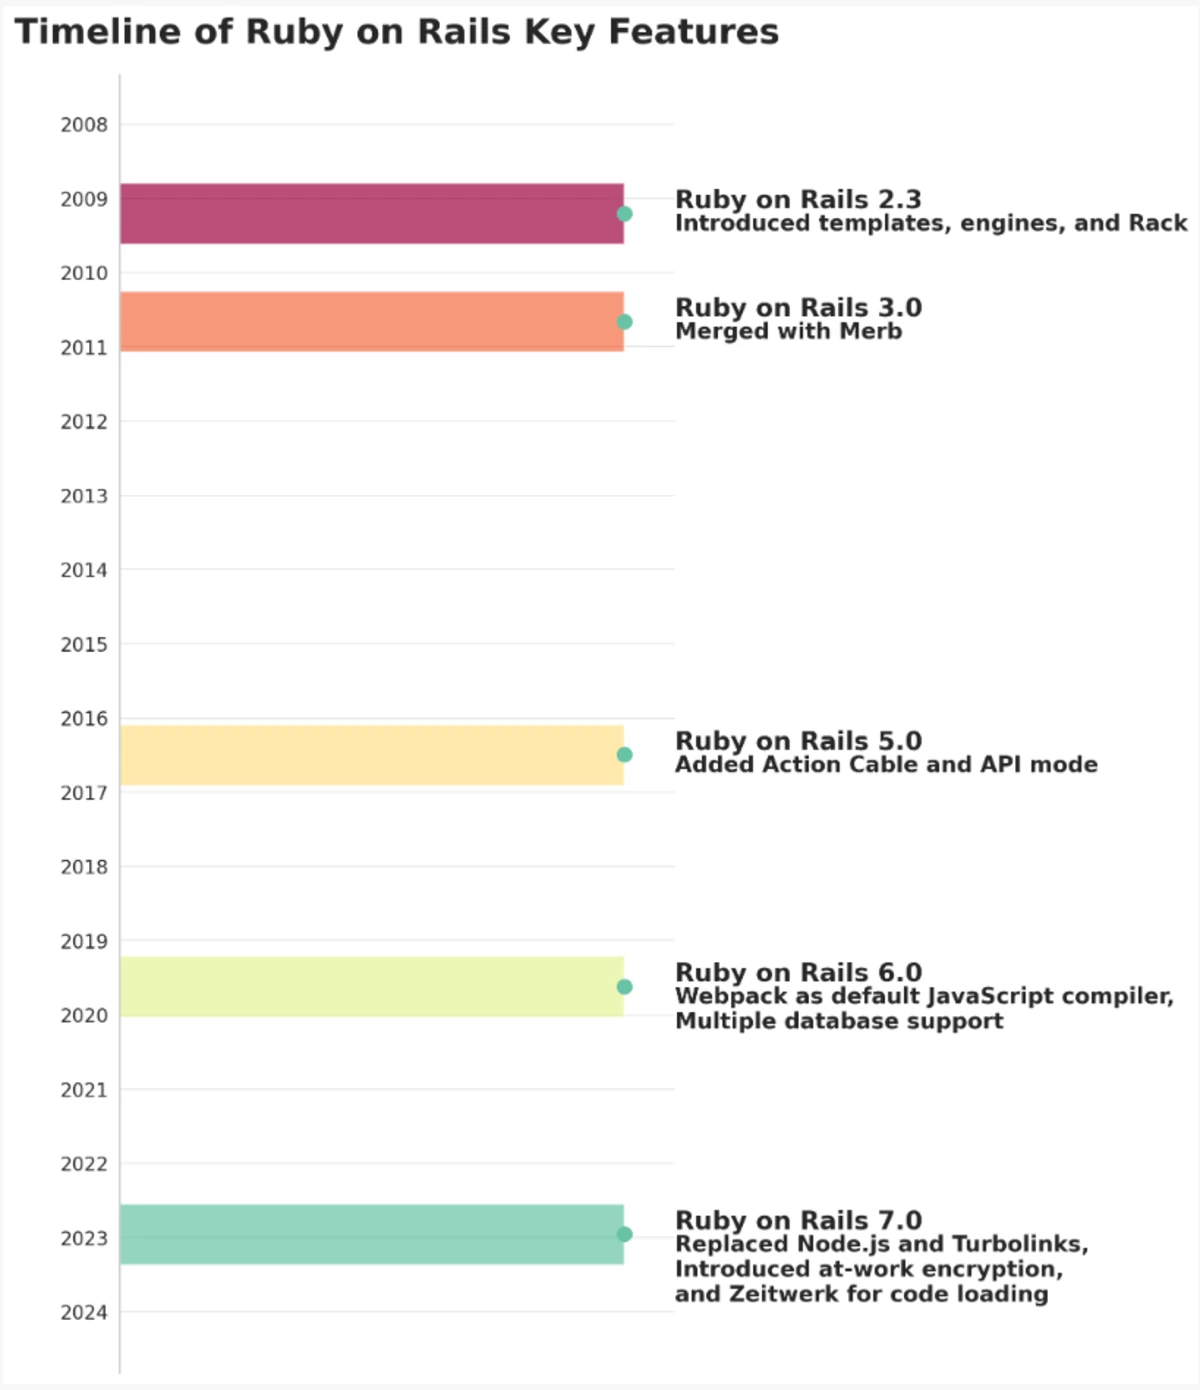 Timeline of Ruby on Rails Key Features
2008
2009
Ruby on Rails 2.3
Introduced templates, engines, and Rack
2010
Ruby on Rails 3.0
Merged with Merb
2011
2012
2013
2014
2015
2016
Ruby on Rails 5.0
Added Action Cable and API mode
2017
2018
2019
Ruby on Rails 6.0
Webpack as default JavaScript compiler,
Multiple database support
2020
2021
2022
Ruby on Rails 7.0
2023
Replaced Node.js and Turbolinks,
Introduced at-work encryption,
and Zeitwerk for code loading
2024